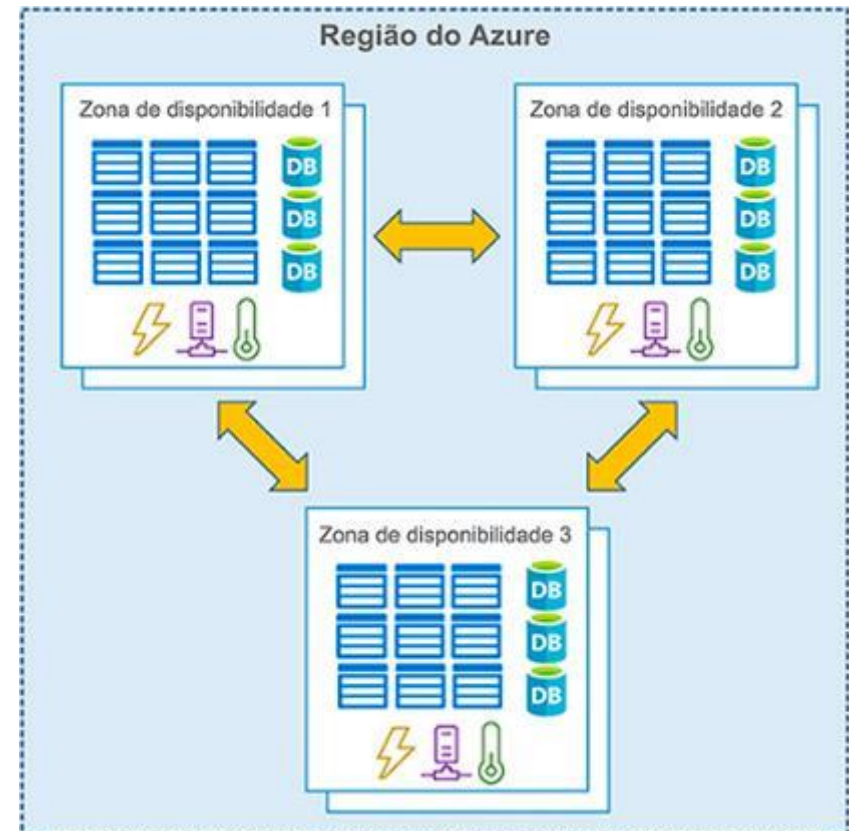 Região do Azure
Zona de disponibilidade 1
DB
DB
DB
Zona de disponibilidade 2
DB
DB
DB
Zona de disponibilidade 3
DB
DB
DB